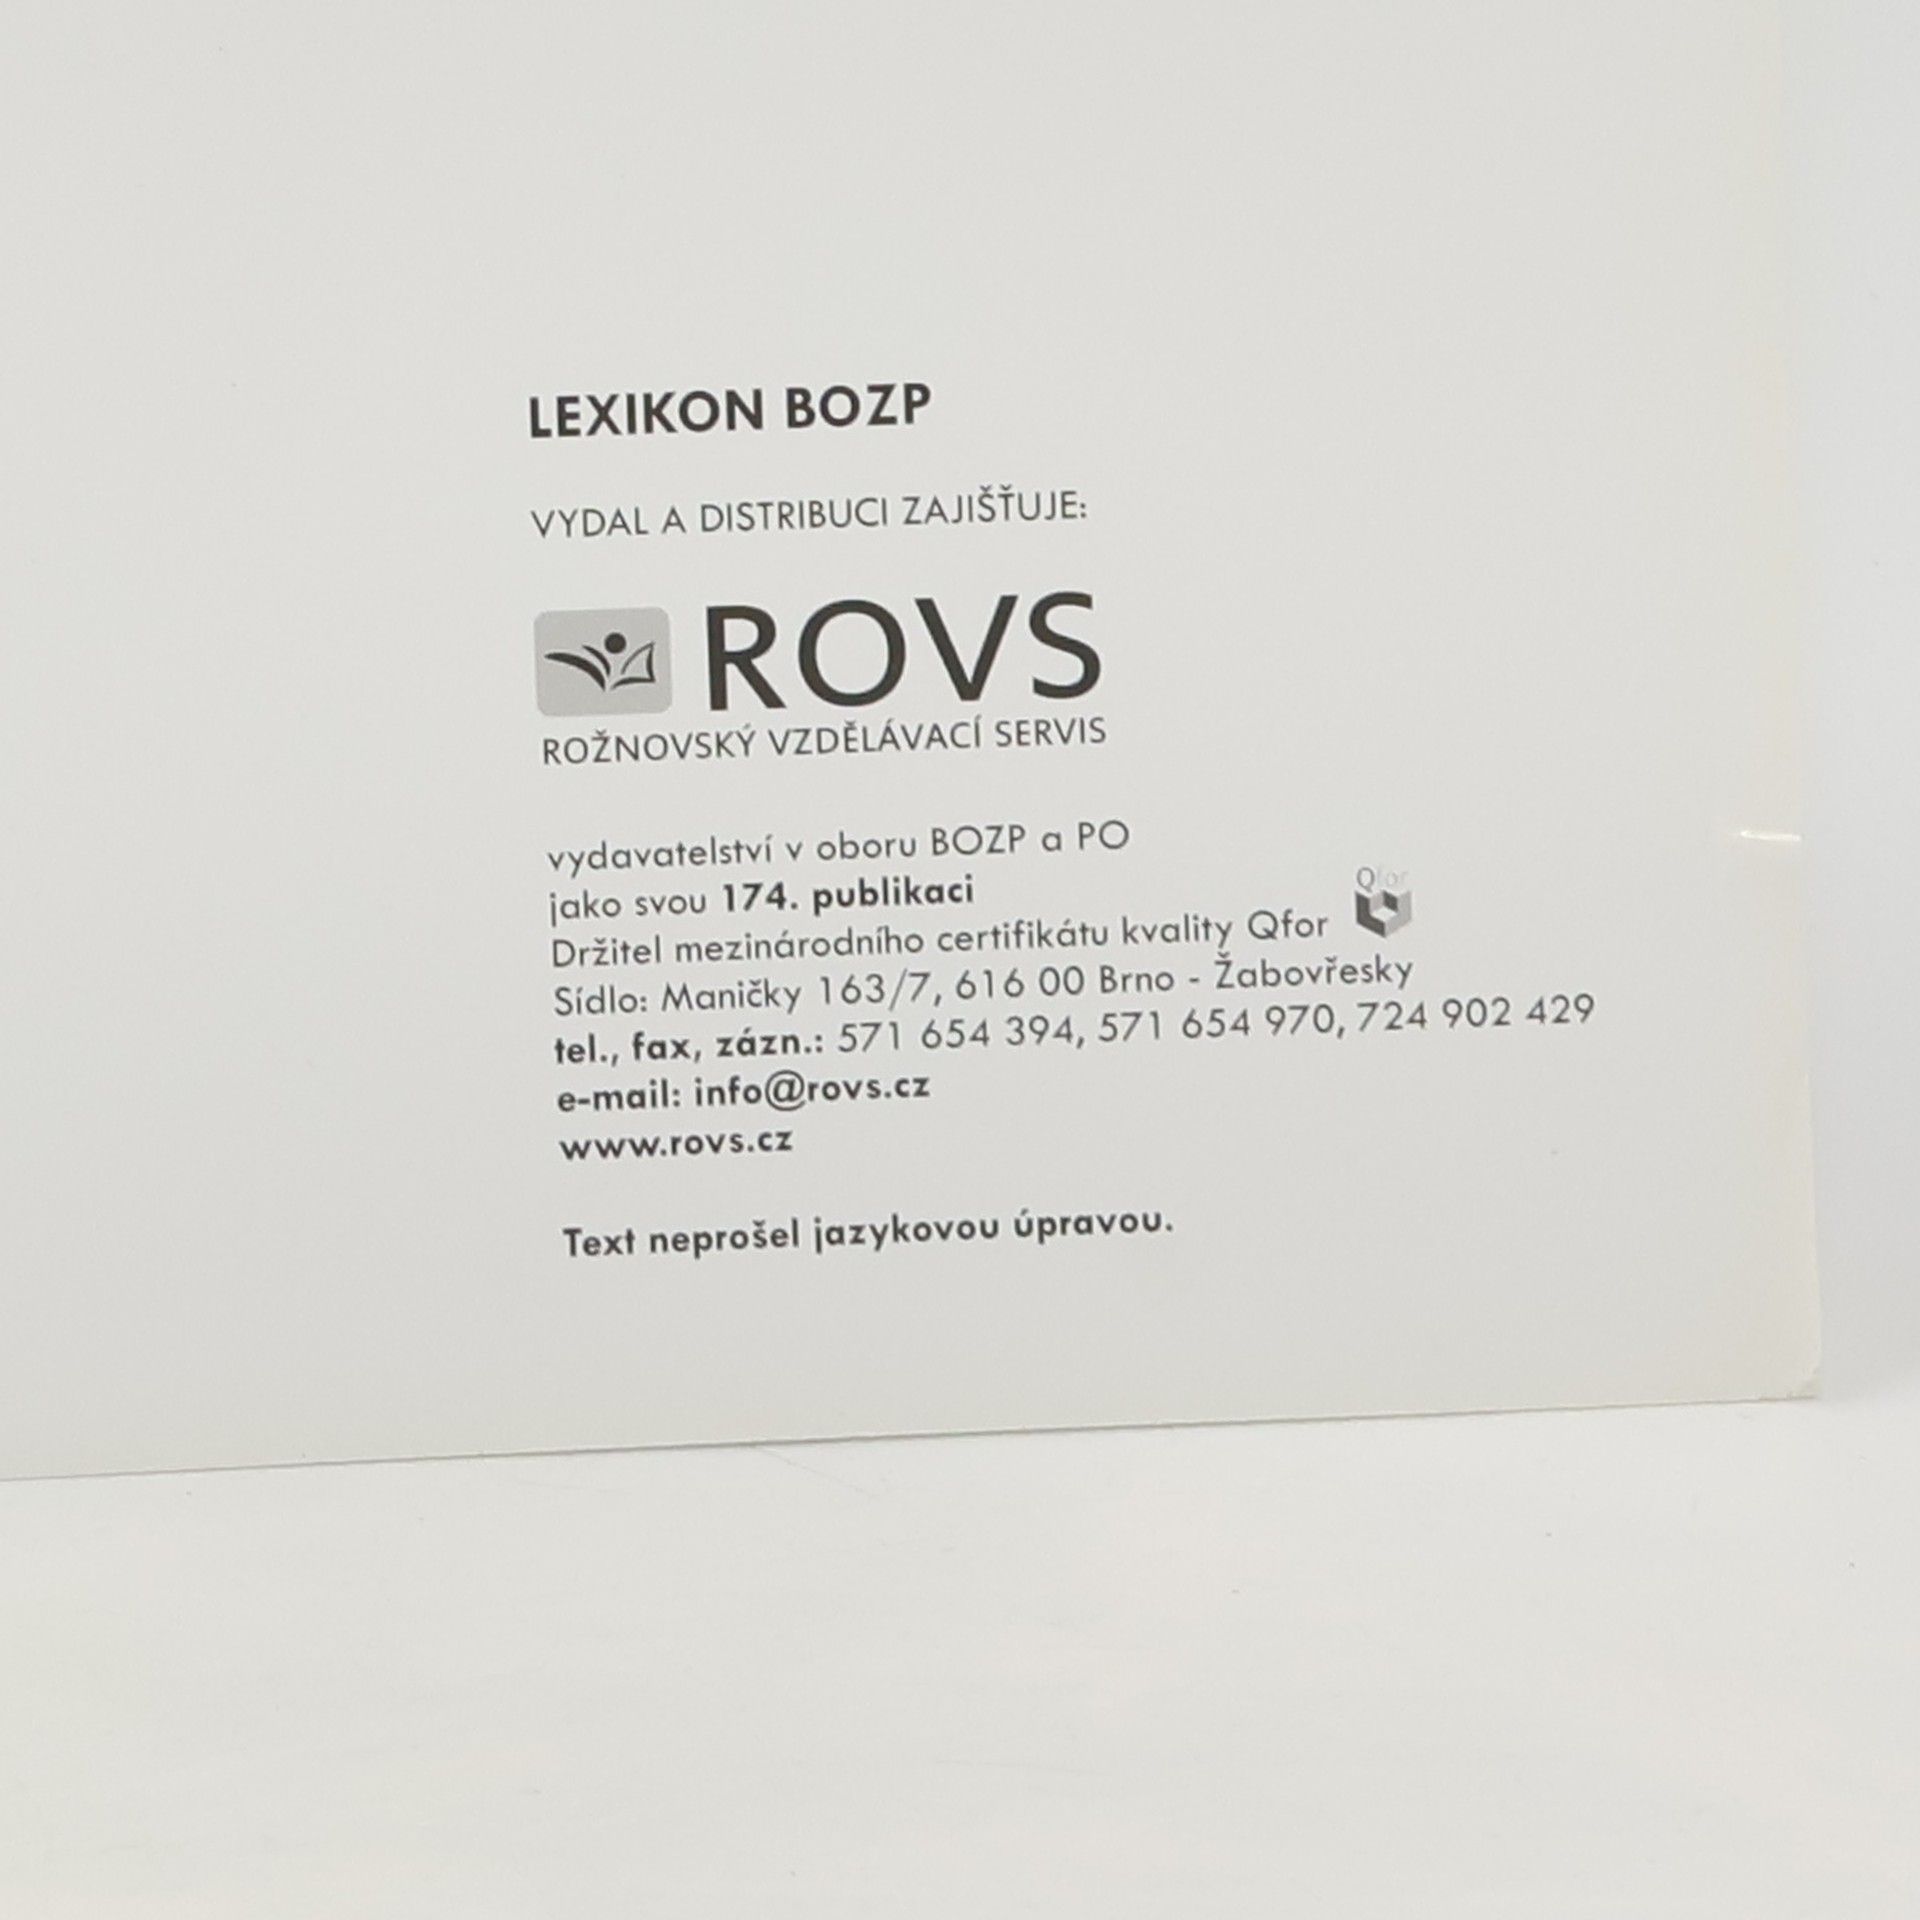 LEXIKON BOZP
VYDAL A DISTRIBUCI ZAJIŠŤUJE:
ROVS
ROŽNOVSKÝ VZDĚLÁVACÍ SERVIS
vydavatelství v oboru BOZP a PO
jako svou 174. publikaci
Držitel mezinárodního certifikátu kvality Qfor
Qfor
Sídlo: Maničky 163/7, 616 00 Brno - Žabovřesky
tel., fax, zázn.: 571 654 394, 571 654 970, 724 902 429
e-mail: info@rovs.cz
www.rovs.cz
Text neprošel jazykovou úpravou.